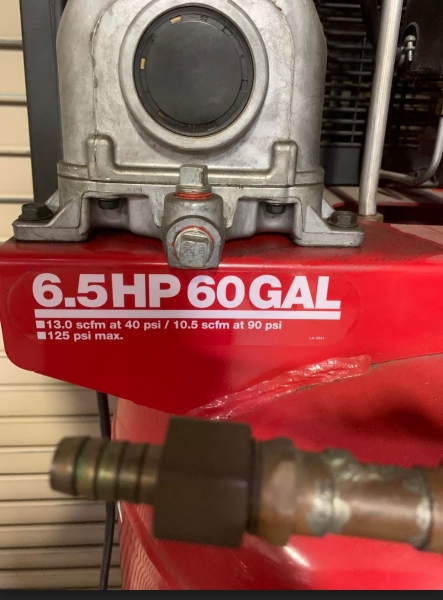 6.5HP 60GAL
■13.0 scfm at 40 psi / 10.5 scfm at 90 psi
■125 psi max.